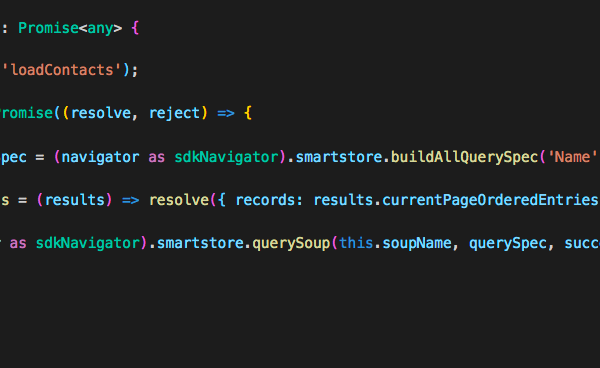 : Promise<any> {
'loadContacts');
romise((resolve, reject) => {
pec = (navigator as sdkNavigator).smartstore.buildAllQuerySpec('Name'
s = (results) => resolve({ records: results.currentPageOrderedEntries
as sdkNavigator).smartstore.querySoup(this.soupName, querySpec, succ